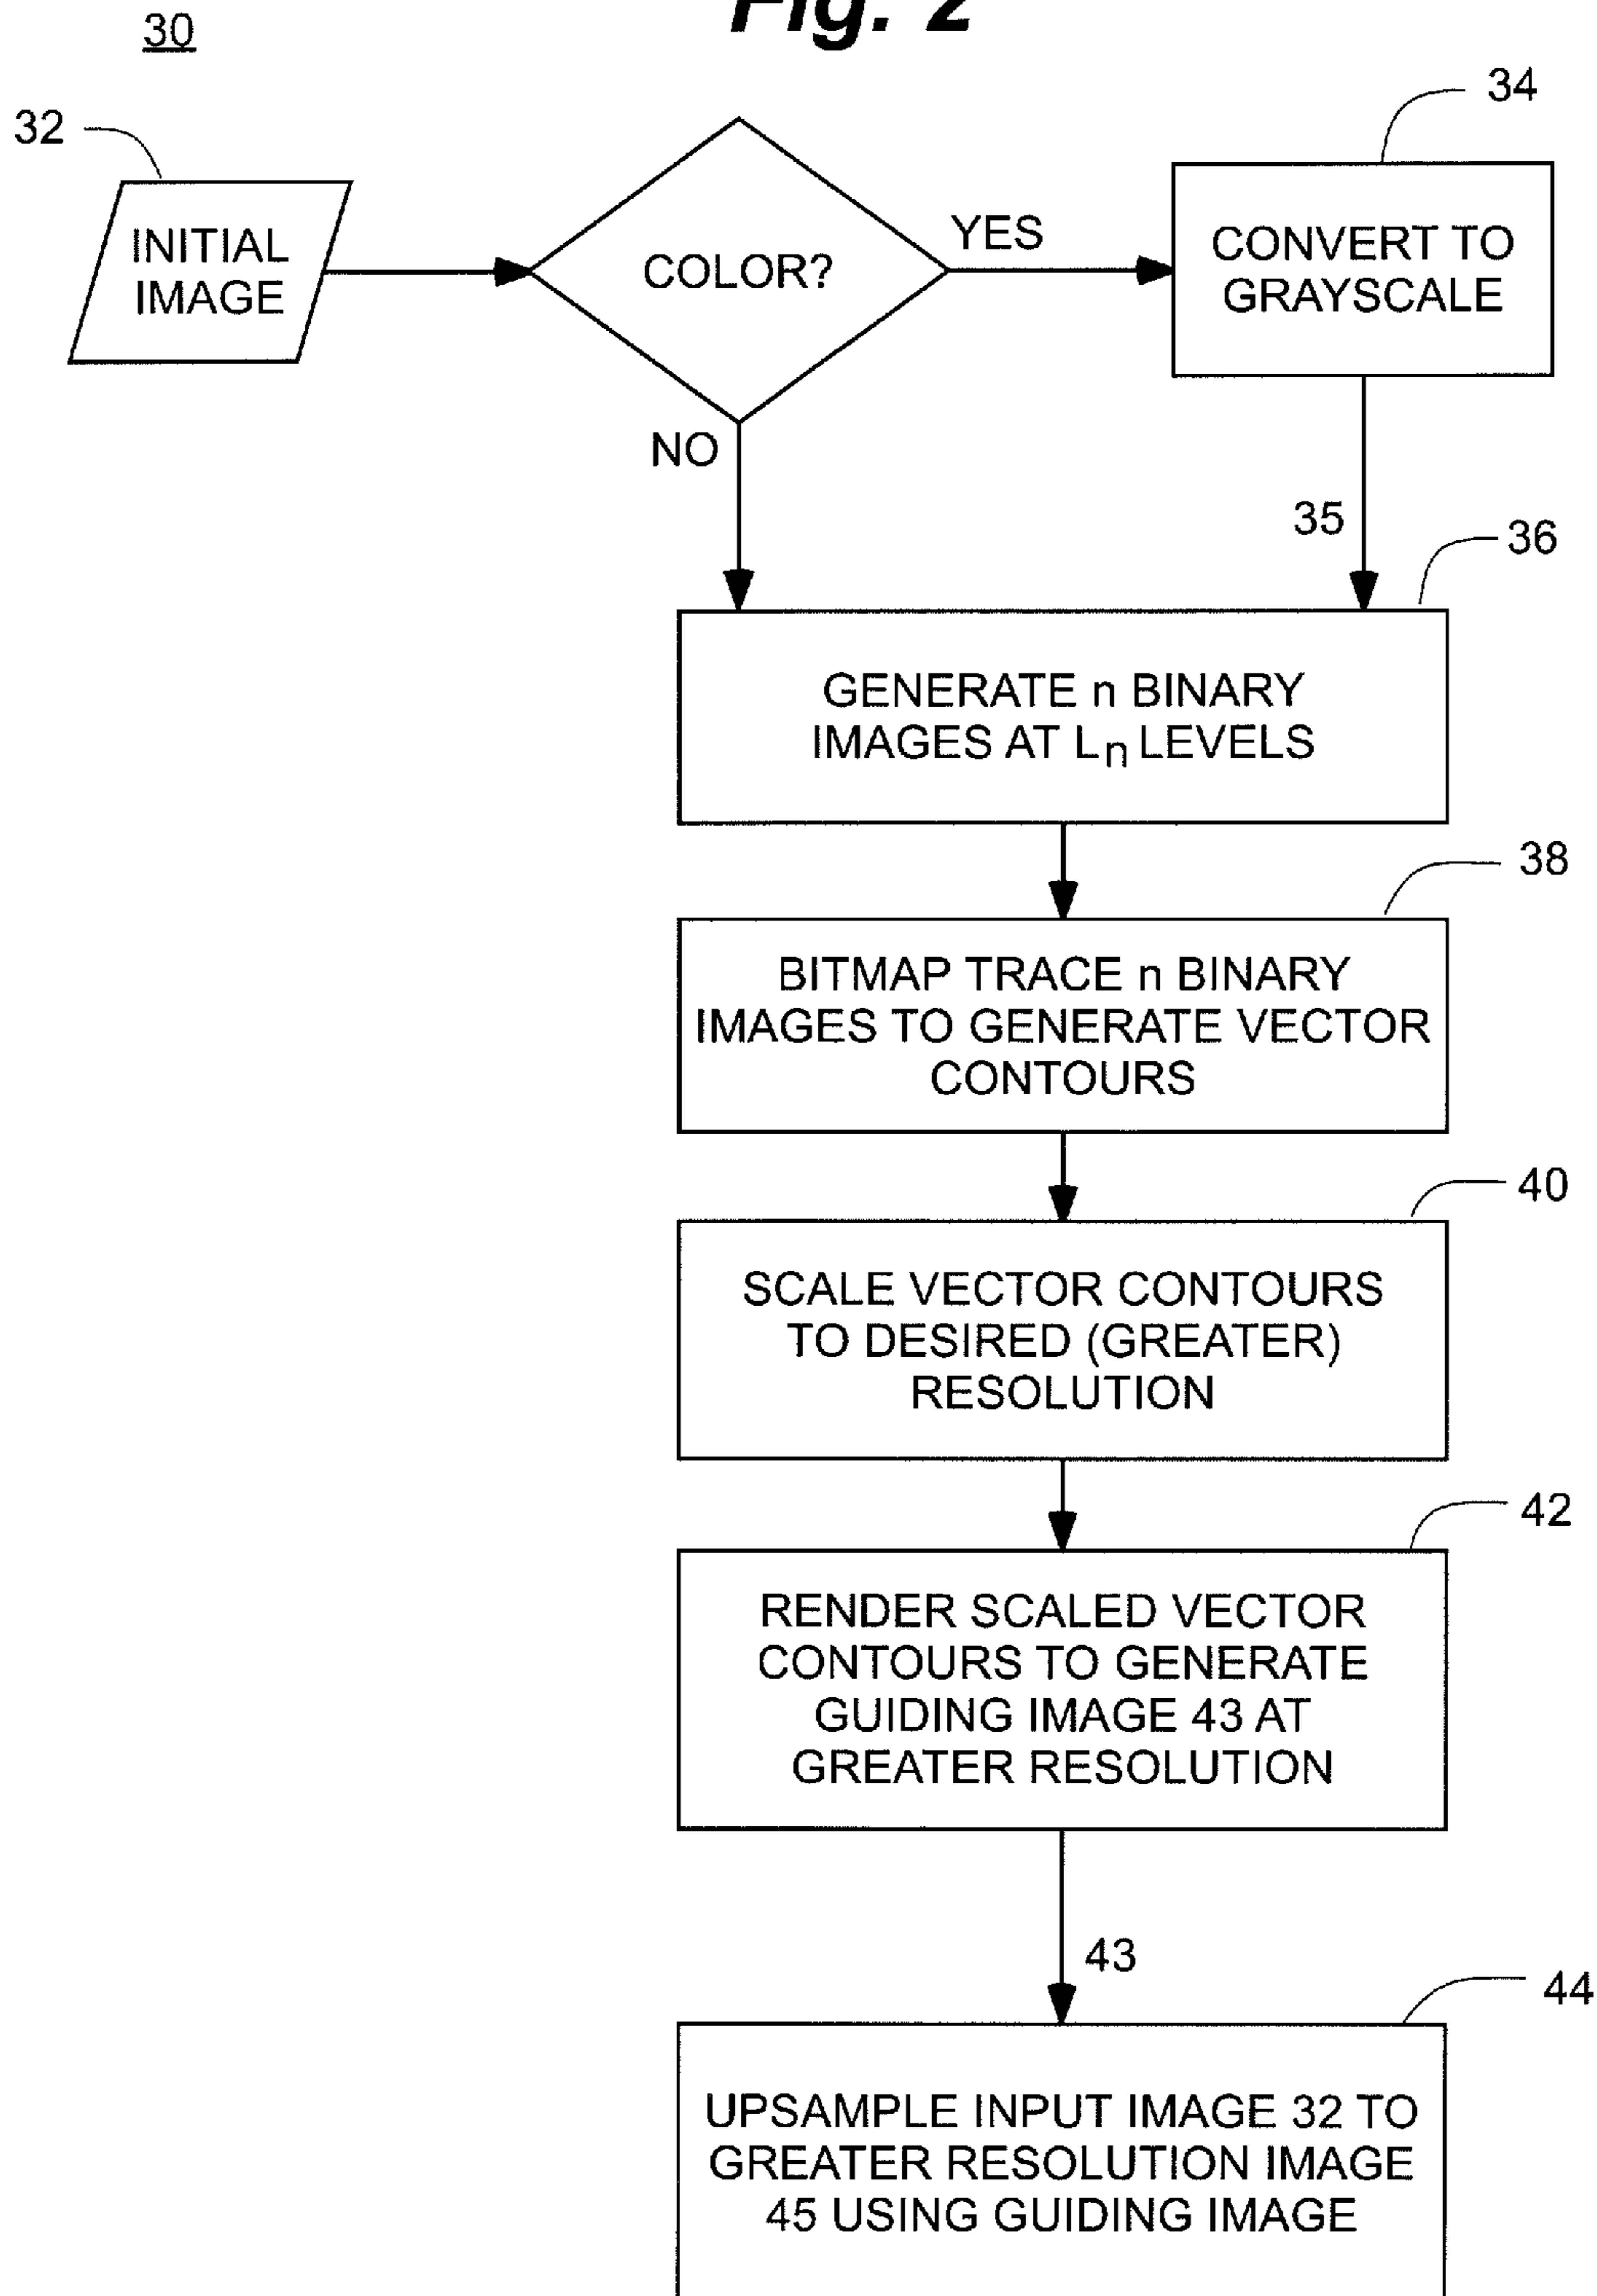 Fig. 2
30
32
34
INITIAL
IMAGE
COLOR?
YES
CONVERT TO
GRAYSCALE
NO
35
36
GENERATE n BINARY
IMAGES AT Ln LEVELS
38
BITMAP TRACE n BINARY
IMAGES TO GENERATE VECTOR
CONTOURS
40
SCALE VECTOR CONTOURS
TO DESIRED (GREATER)
RESOLUTION
42
RENDER SCALED VECTOR
CONTOURS TO GENERATE
GUIDING IMAGE 43 AT
GREATER RESOLUTION
43
44
UPSAMPLE INPUT IMAGE 32 TO
GREATER RESOLUTION IMAGE
45 USING GUIDING IMAGE